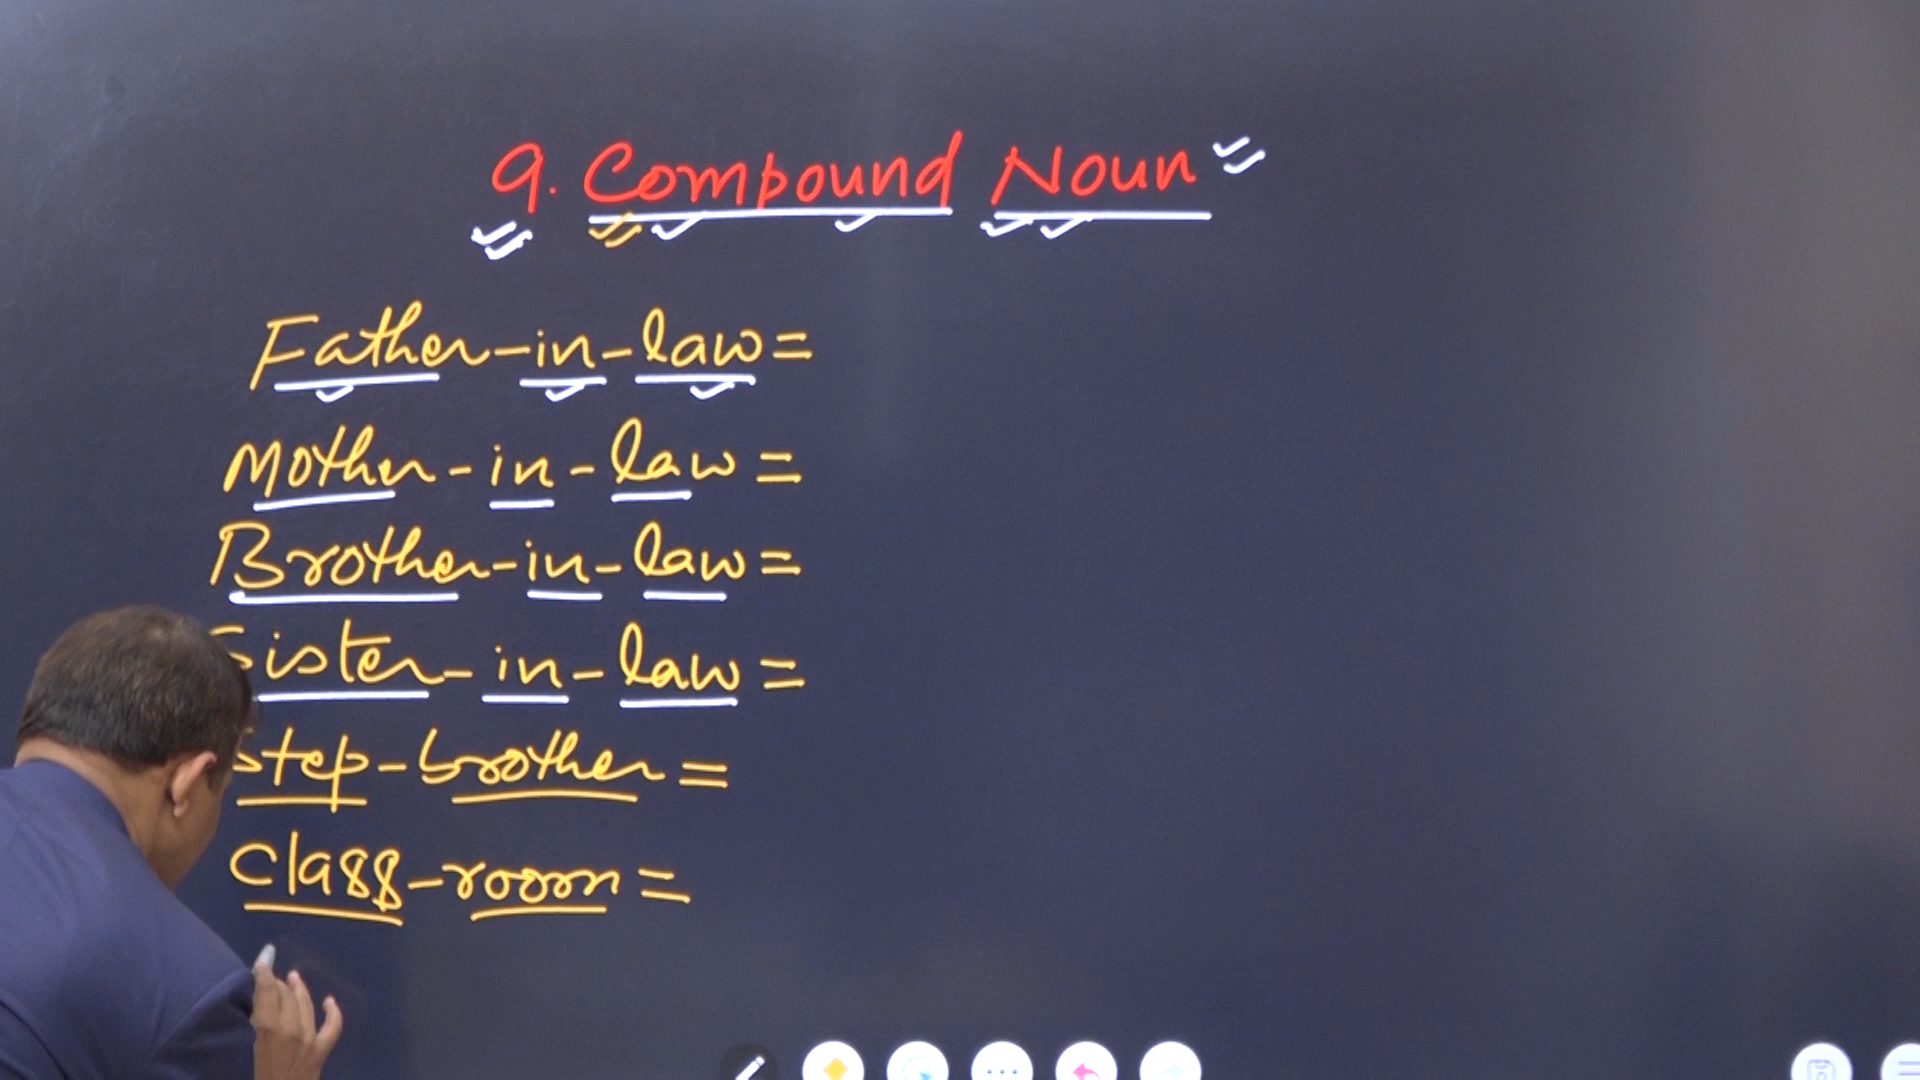 9. Compound Noun
Father-in-law=
Mother-in-law=
Brother-in-law=
Sister-in-law=
Step-brother=
Class-room=